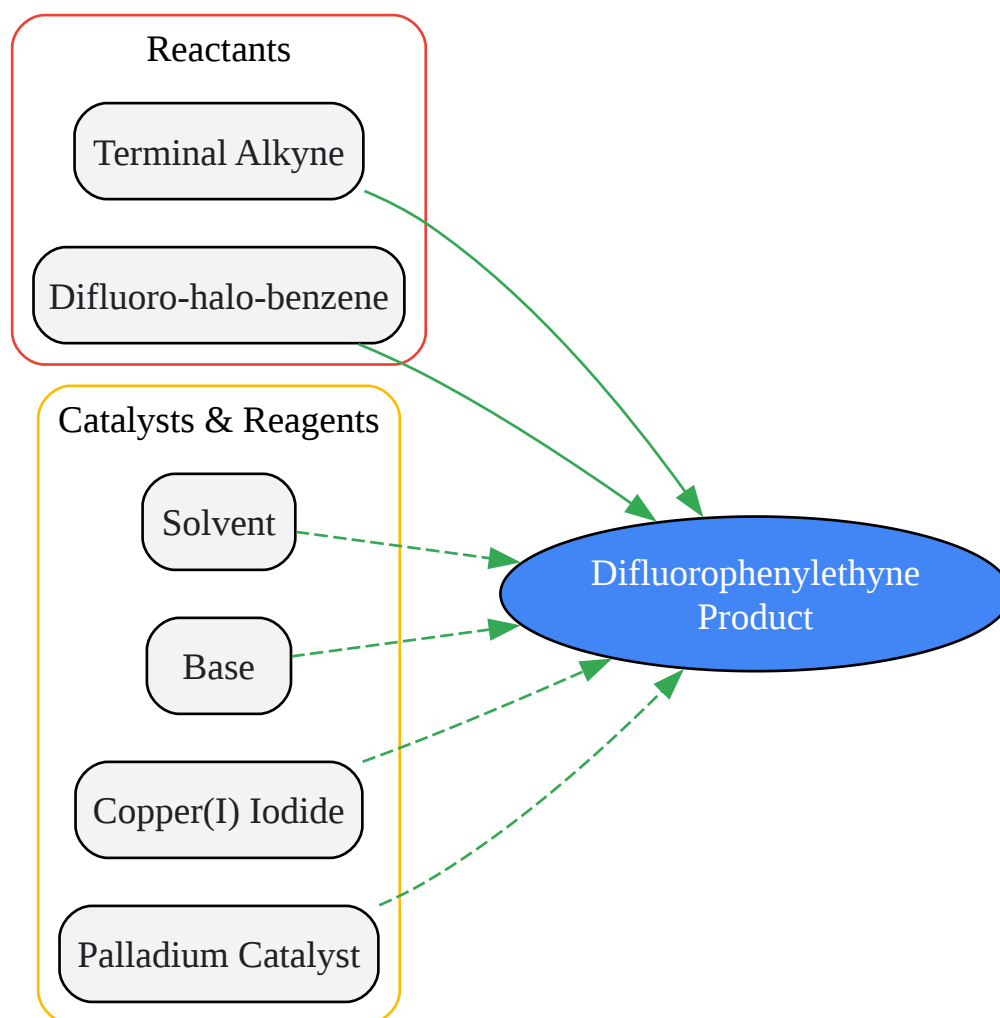 Reactants
Terminal Alkyne
Difluoro-halo-benzene
Catalysts & Reagents
Solvent
Base
Copper(I) Iodide
Palladium Catalyst
Difluorophenylethyne
Product